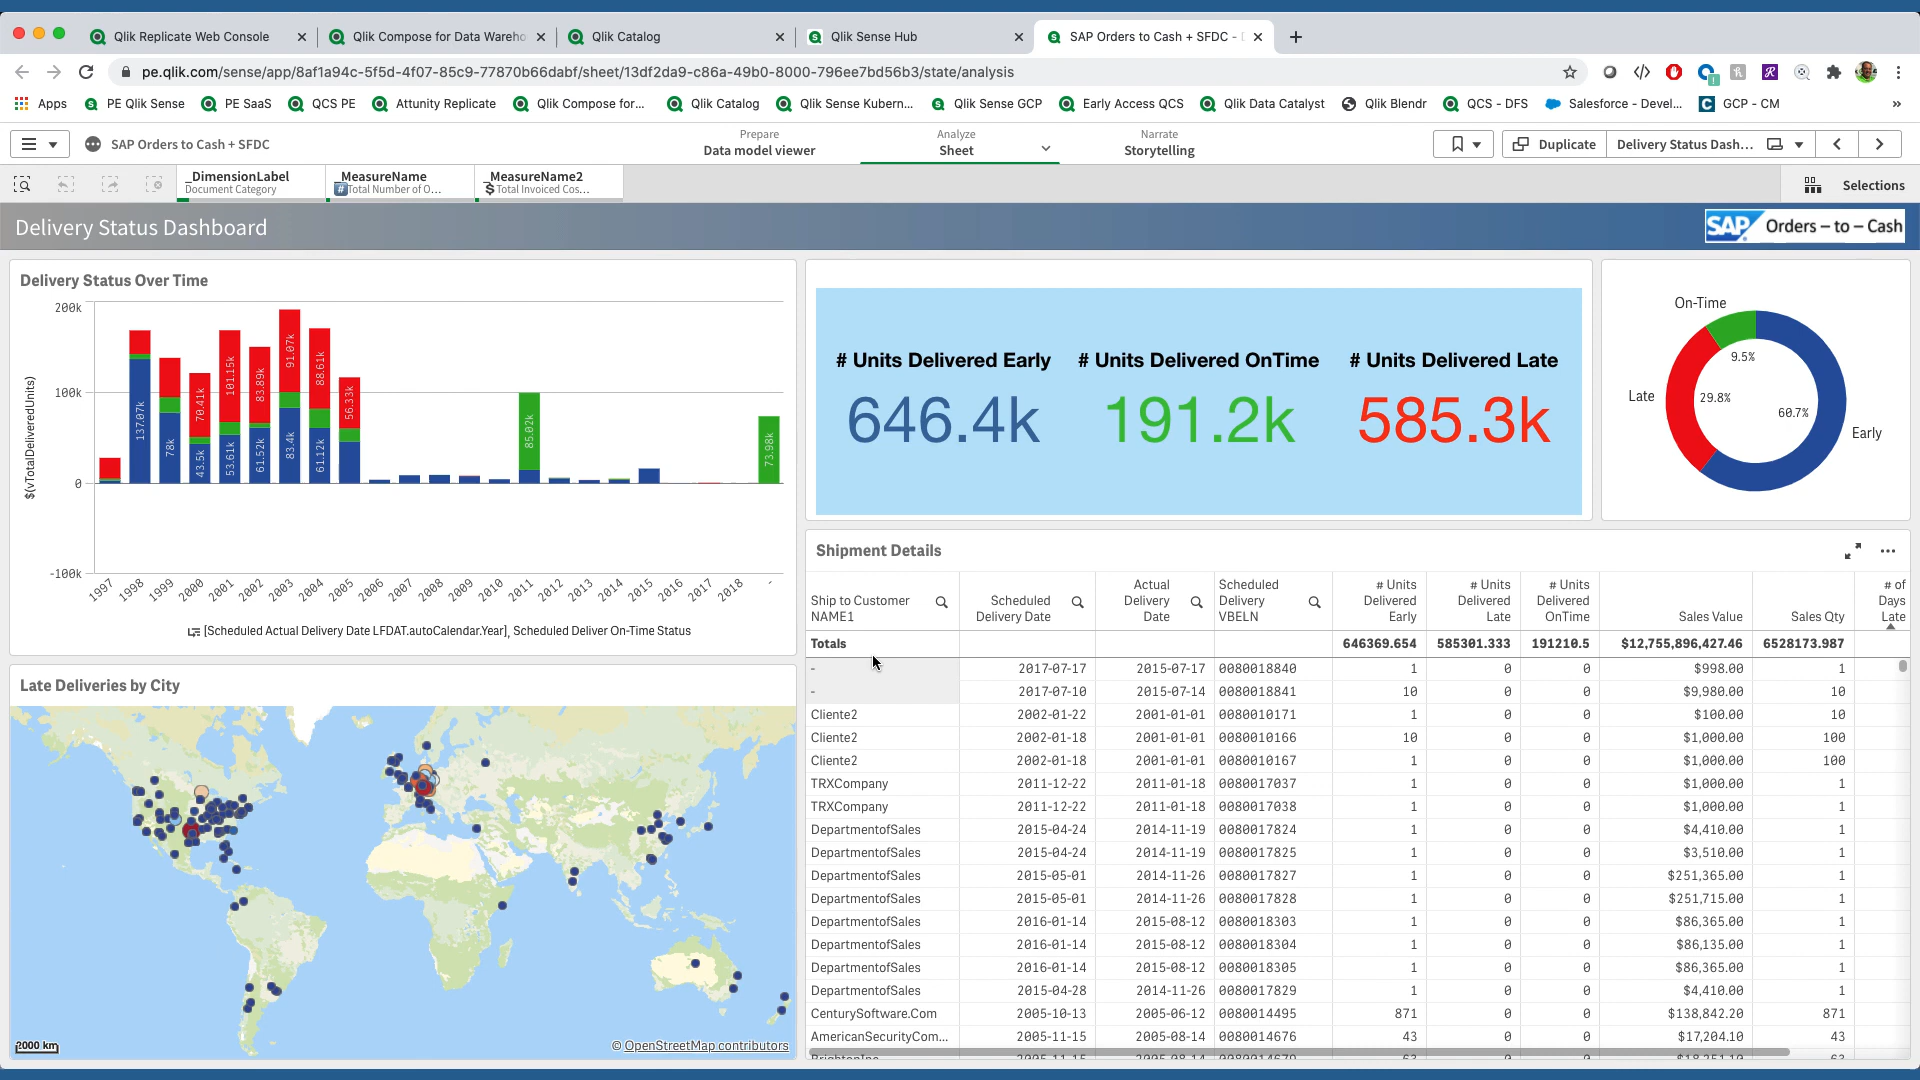 Qlik Replicate Web Console
Qlik Compose for Data Wareho
Qlik Catalog
Qlik Sense Hub
SAP Orders to Cash + SFDC -
pe.qlik.com/sense/app/8af1a94c-5f5d-4f07-85c9-77870b66dabf/sheet/13df2da9-c86a-49b0-8000-796ee7bd56b3/state/analysis
Apps PE Qlik Sense PE SaaS QCS PE Attunity Replicate Qlik Compose for... Qlik Catalog Qlik Sense Kubern... Qlik Sense GCP Early Access QCS Qlik Data Catalyst Qlik Blendr QCS - DFS Salesforce - Devel... GCP - CM »
SAP Orders to Cash + SFDC
Prepare
Data model viewer
Analyze
Sheet
Narrate
Storytelling
Duplicate
Delivery Status Dash...
_DimensionLabel
Document Category
_MeasureName
#Total Number of O...
_MeasureName2
$ Total Invoiced Cos...
Selections
Delivery Status Dashboard
SAP Orders – to – Cash
Delivery Status Over Time
$(vTotalDeliveredUnits)
200k
100k
0
-100k
137.07k
78k
70.41k
43.5k
101.15k
53.61k
83.89k
61.52k
91.07k
83.4k
88.61k
61.12k
56.33k
85.02k
73.98k
1997 1998 1999 2000 2001 2002 2003 2004 2005 2006 2007 2008 2009 2010 2011 2012 2013 2014 2015 2016 2017 2018 -
[Scheduled Actual Delivery Date LFDAT.autoCalendar.Year], Scheduled Deliver On-Time Status
# Units Delivered Early
646.4k
# Units Delivered OnTime
191.2k
# Units Delivered Late
585.3k
On-Time
9.5%
Late
29.8%
60.7%
Early
Late Deliveries by City
2000 km
© OpenStreetMap contributors
Shipment Details
Ship to Customer NAME1
Scheduled Delivery Date
Actual Delivery Date
Scheduled Delivery VBELN
# Units Delivered Early
# Units Delivered Late
# Units Delivered OnTime
Sales Value
Sales Qty
# of Days Late
Totals 646369.654 585301.333 191210.5 $12,755,896,427.46 6528173.987
- 2017-07-17 2015-07-17 0080018840 1 0 0 $998.00 1
- 2017-07-10 2015-07-14 0080018841 10 0 0 $9,980.00 10
Cliente2 2002-01-22 2001-01-01 0080010171 1 0 0 $100.00 10
Cliente2 2002-01-18 2001-01-01 0080010166 10 0 0 $1,000.00 100
Cliente2 2002-01-18 2001-01-01 0080010167 1 0 0 $1,000.00 100
TRXCompany 2011-12-22 2011-01-18 0080017037 1 0 0 $1,000.00 1
TRXCompany 2011-12-22 2011-01-18 0080017038 1 0 0 $1,000.00 1
DepartmentofSales 2015-04-24 2014-11-19 0080017824 1 0 0 $4,410.00 1
DepartmentofSales 2015-04-24 2014-11-19 0080017825 1 0 0 $3,510.00 1
DepartmentofSales 2015-05-01 2014-11-26 0080017827 1 0 0 $251,365.00 1
DepartmentofSales 2015-05-01 2014-11-26 0080017828 1 0 0 $251,715.00 1
DepartmentofSales 2016-01-14 2015-08-12 0080018303 1 0 0 $86,365.00 1
DepartmentofSales 2016-01-14 2015-08-12 0080018304 1 0 0 $86,135.00 1
DepartmentofSales 2016-01-14 2015-08-12 0080018305 1 0 0 $86,365.00 1
DepartmentofSales 2015-04-28 2014-11-26 0080017829 1 0 0 $4,410.00 1
CenturySoftware.Com 2005-10-13 2005-06-12 0080014495 871 0 0 $138,842.20 871
AmericanSecurityCom... 2005-11-15 2005-08-14 0080014676 43 0 0 $17,204.10 43